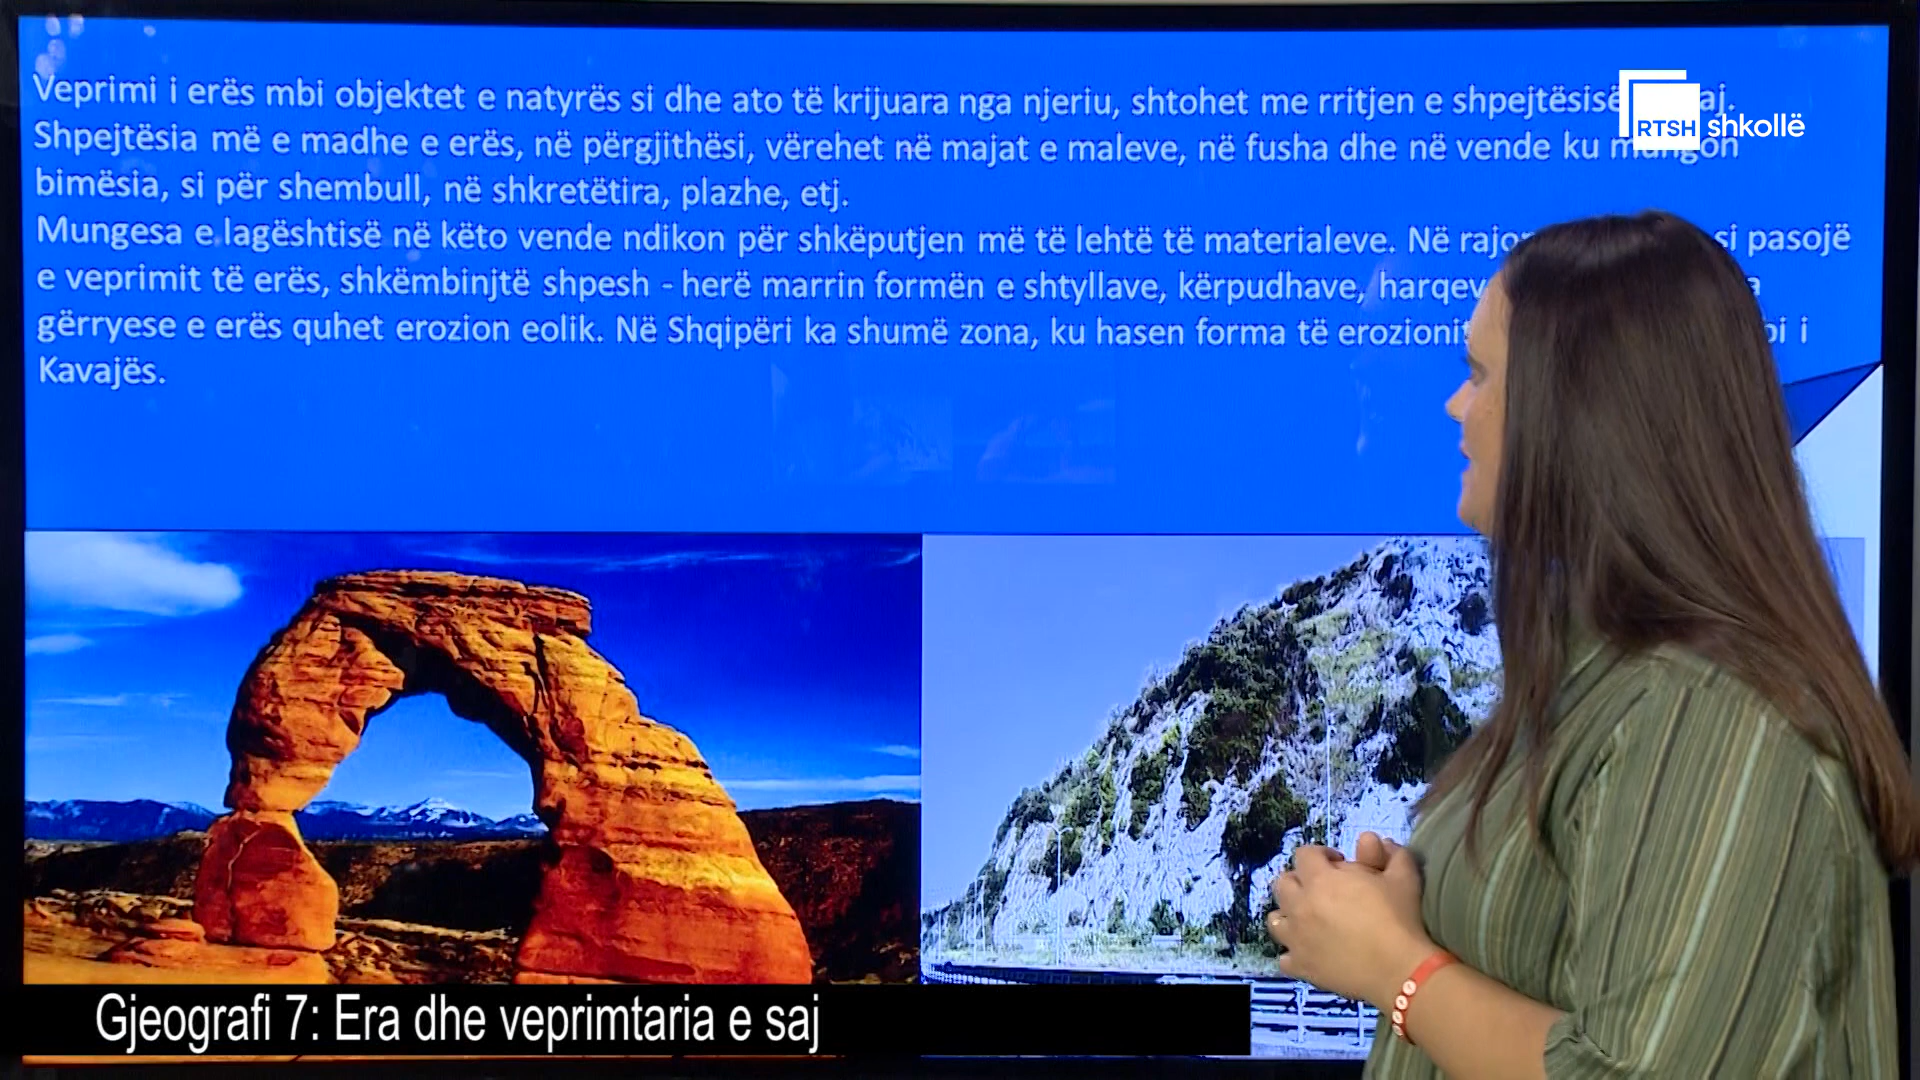 Veprimi i erës mbi objektet e natyrës si dhe ato të krijuara nga njeriu, shtohet me rritjen e shpejtësisë
Shpejtësia më e madhe e erës, në përgjithësi, vërehet në majat e maleve, në fusha dhe në vende ku mungon
bimësia, si për shembull, në shkretëtira, plazhe, etj.
Mungesa e lagështisë në këto vende ndikon për shkëputjen më të lehtë të materialeve. Në si pasojë
e veprimit të erës, shkëmbinjtë shpesh - herë marrin formën e shtyllave, kërpudhave,
gërryese e erës quhet erozion eolik. Në Shqipëri ka shumë zona, ku hasen forma të i
Kavajës.
RTSH shkollë
Gjeografi 7: Era dhe veprimtaria e saj